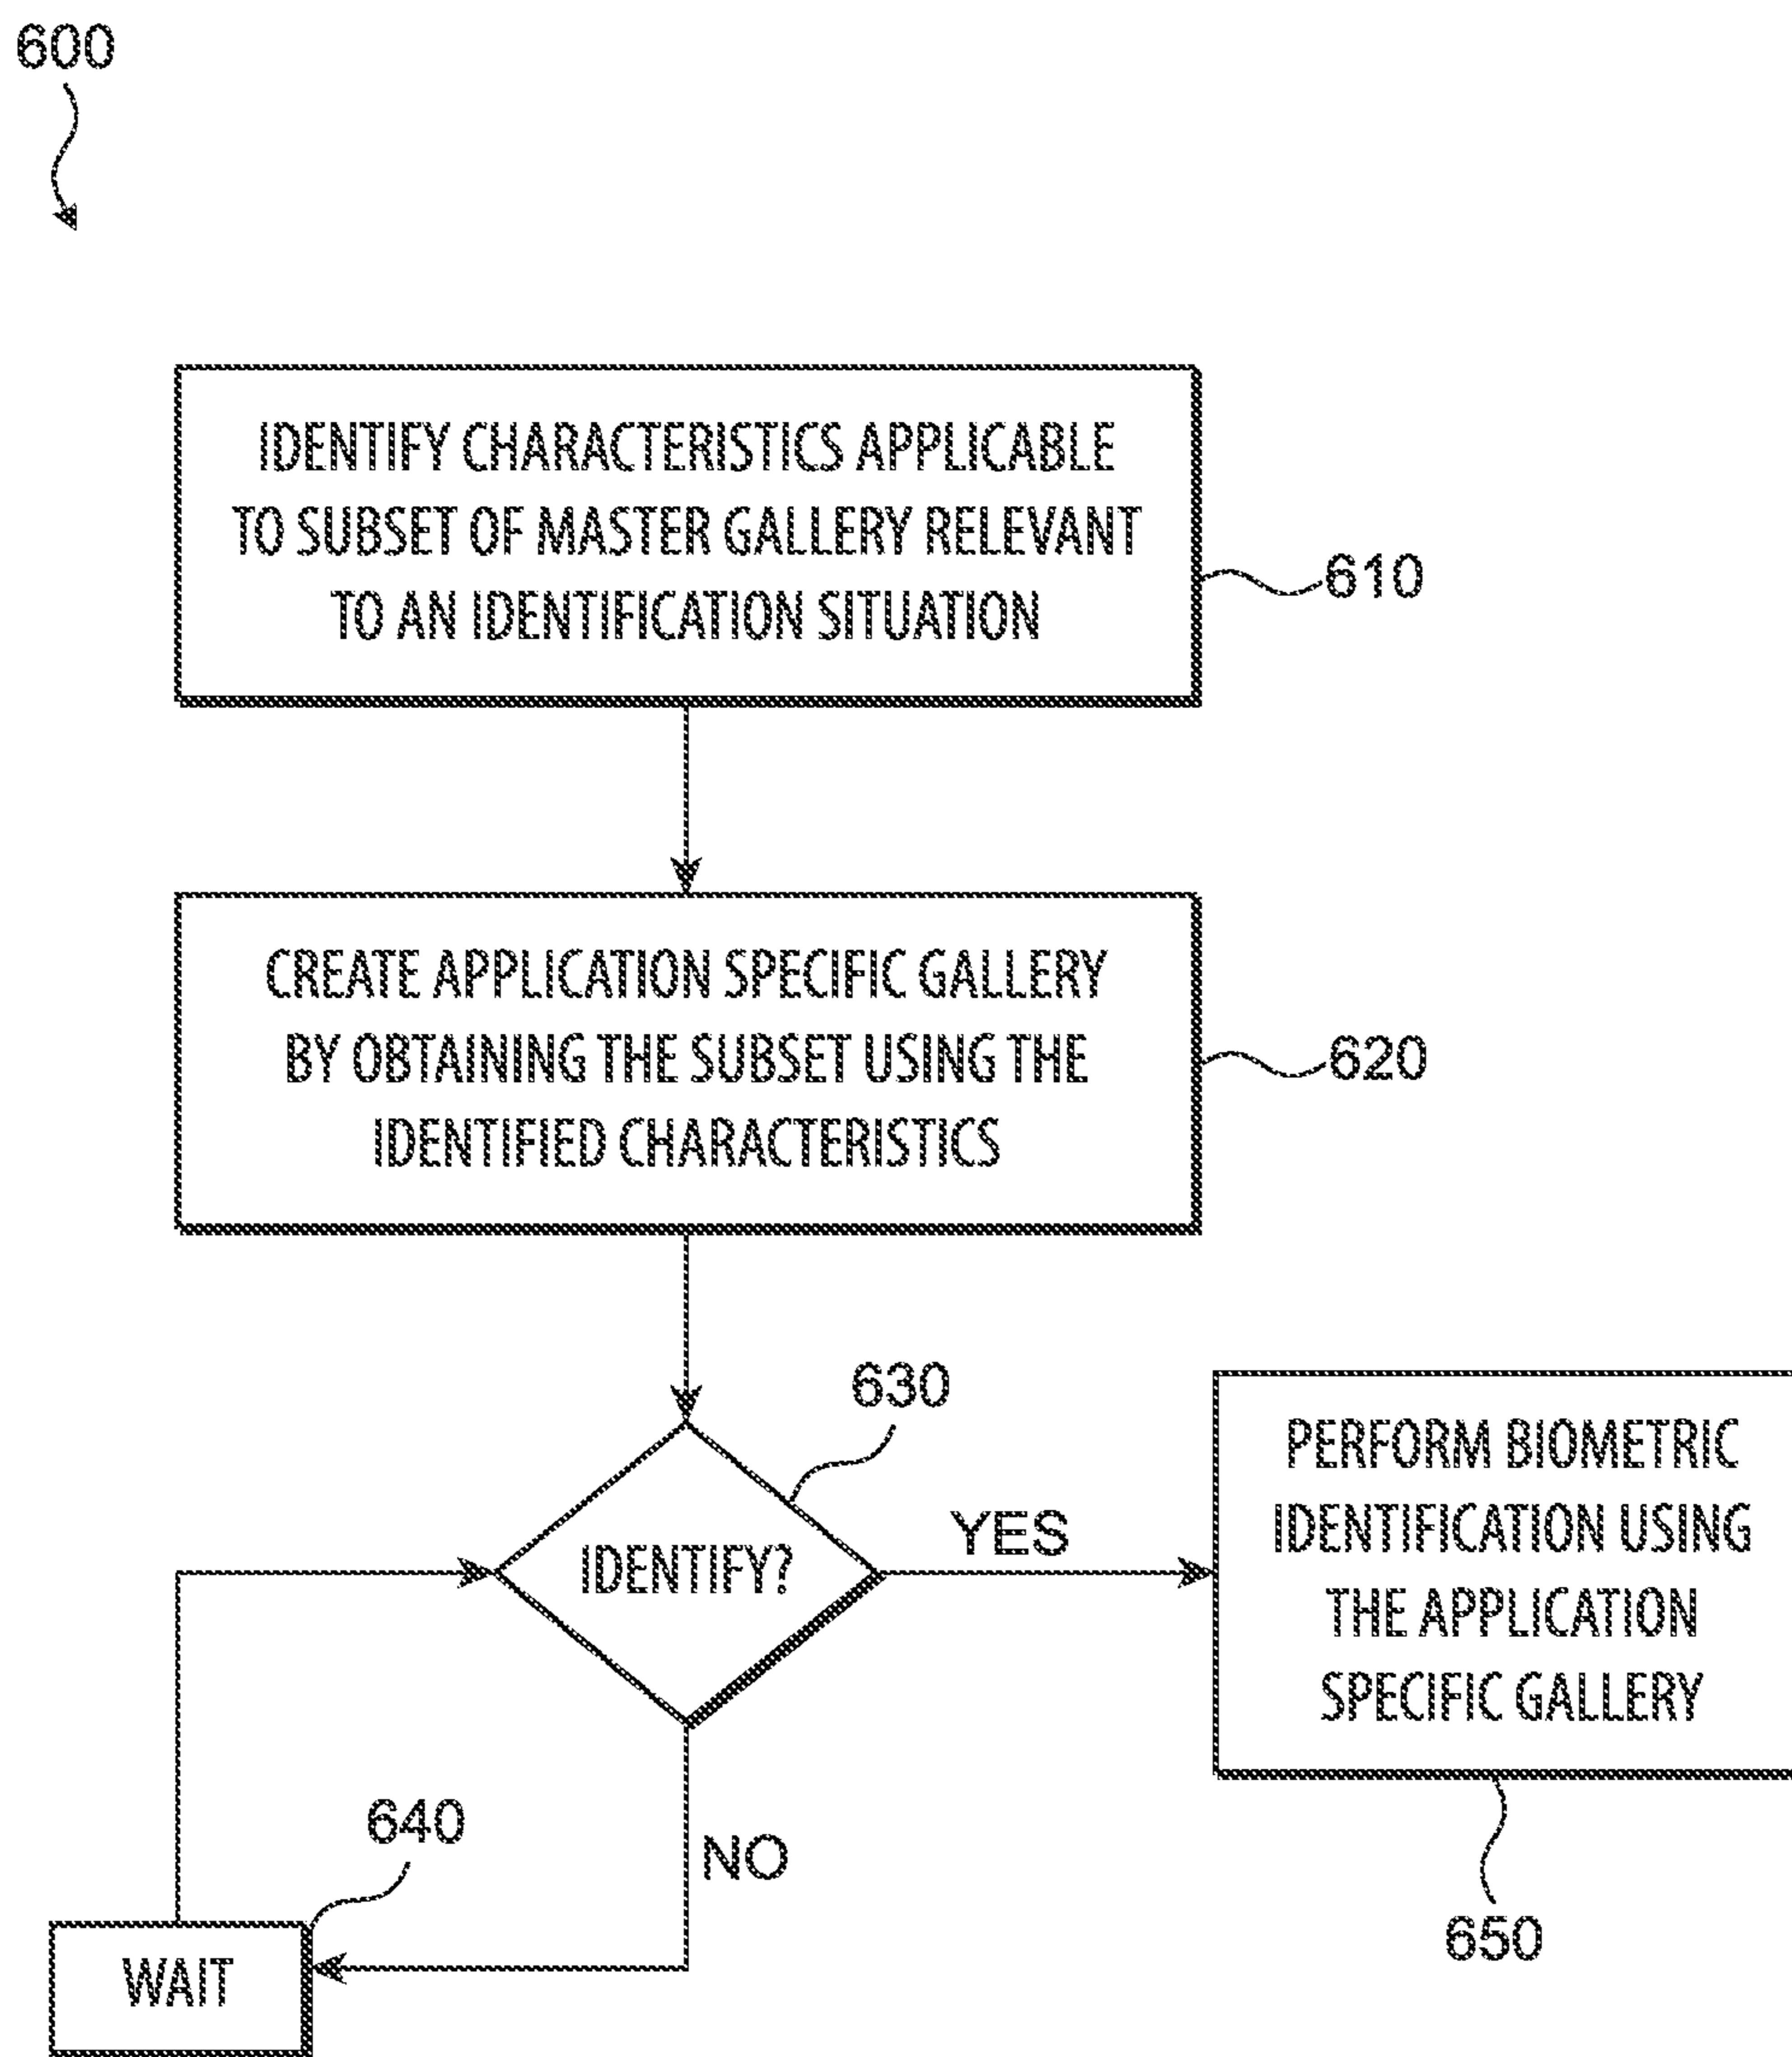 600
IDENTIFY CHARACTERISTICS APPLICABLE
TO SUBSET OF MASTER GALLERY RELEVANT
TO AN IDENTIFICATION SITUATION
610
CREATE APPLICATION SPECIFIC GALLERY
BY OBTAINING THE SUBSET USING THE
IDENTIFIED CHARACTERISTICS
620
630
IDENTIFY?
YES
PERFORM BIOMETRIC
IDENTIFICATION USING
THE APPLICATION
SPECIFIC GALLERY
650
NO
640
WAIT